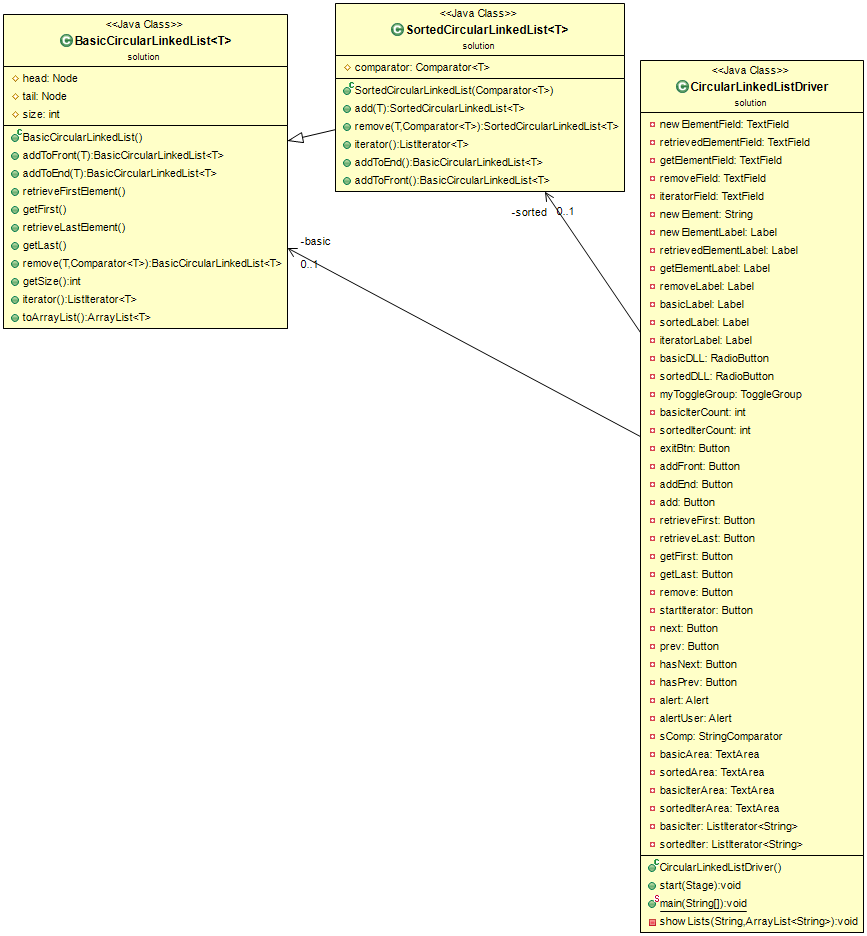 <<Java Class>>
BasicCircularLinkedList<T>
solution
head: Node
tail: Node
size: int
BasicCircularLinkedList()
addToFront(T):BasicCircularLinkedList<T>
addToEnd(T):BasicCircularLinkedList<T>
retrieveFirstElement()
getFirst()
retrieveLastElement()
getLast()
remove(T,Comparator<T>):BasicCircularLinkedList<T>
getSize():int
iterator():ListIterator<T>
toArrayList():ArrayList<T>
<<Java Class>>
SortedCircularLinkedList<T>
solution
comparator: Comparator<T>
SortedCircularLinkedList(Comparator<T>)
add(T):SortedCircularLinkedList<T>
remove(T,Comparator<T>):SortedCircularLinkedList<T>
iterator():ListIterator<T>
addToEnd():BasicCircularLinkedList<T>
addToFront():BasicCircularLinkedList<T>
-sorted 0..1
-basic
0..1
<<Java Class>>
CircularLinkedListDriver
solution
newElementField: TextField
retrievedElementField: TextField
getElementField: TextField
removeField: TextField
iteratorField: TextField
newElement: String
newElementLabel: Label
retrievedElementLabel: Label
getElementLabel: Label
removeLabel: Label
basicLabel: Label
sortedLabel: Label
iteratorLabel: Label
basicDLL: RadioButton
sortedDLL: RadioButton
myToggleGroup: ToggleGroup
basicIterCount: int
sortedIterCount: int
exitBtn: Button
addFront: Button
addEnd: Button
add: Button
retrieveFirst: Button
retrieveLast: Button
getFirst: Button
getLast: Button
remove: Button
startIterator: Button
next: Button
prev: Button
hasNext: Button
hasPrev: Button
alert: Alert
alertUser: Alert
sComp: StringComparator
basicArea: TextArea
sortedArea: TextArea
basicIterArea: TextArea
sortedIterArea: TextArea
basicIter: ListIterator<String>
sortedIter: ListIterator<String>
CircularLinkedListDriver()
start(Stage):void
main(String[]):void
showLists(String,ArrayList<String>):void